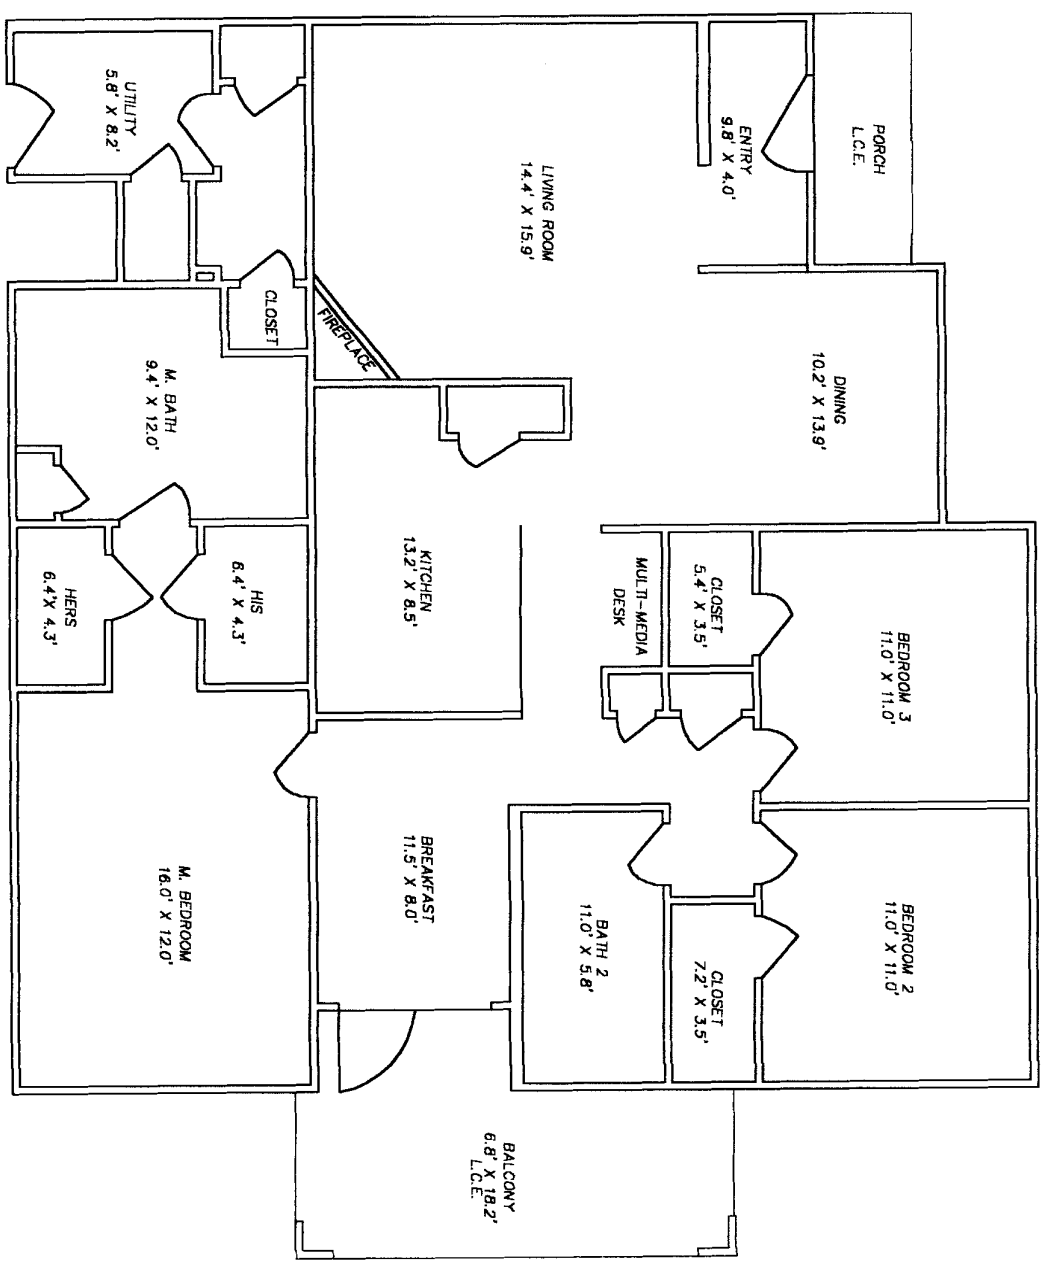 PORCH
L.C.E.
ENTRY
9.8' X 4.0'
LIVING ROOM
14.4' X 15.9'
UTILITY
5.8' X 8.2'
DINING
10.2' X 13.9'
FIREPLACE
CLOSET
M. BATH
9.4' X 12.0'
BEDROOM 3
11.0' X 11.0'
CLOSET
5.4' X 3.5'
MULTI-MEDIA
DESK
KITCHEN
13.2' X 8.5'
HIS
6.4' X 4.3'
HERS
6.4'X 4.3'
BEDROOM 2
11.0' X 11.0'
CLOSET
7.2' X 3.5'
BATH 2
11.0' X 5.8'
BREAKFAST
11.5' X 8.0'
M. BEDROOM
16.0' X 12.0'
BALCONY
6.8' X 18.2'
L.C.E.